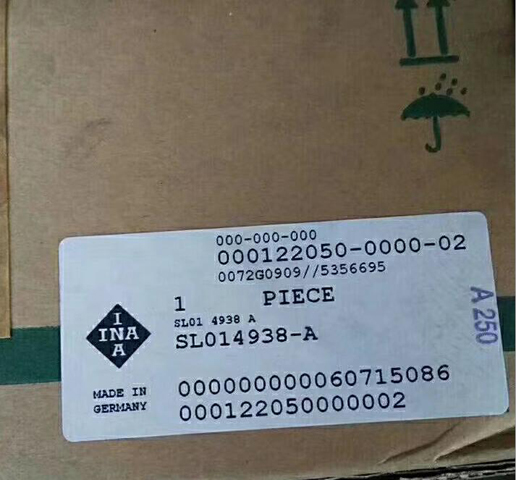 000-000-000
000122050-0000-02
0072G0909//5356695
1 PIECE
SL01 4938 A
SL014938-A
I
INA
A
MADE IN
GERMANY
000000000060715086
000122050000002
A 250